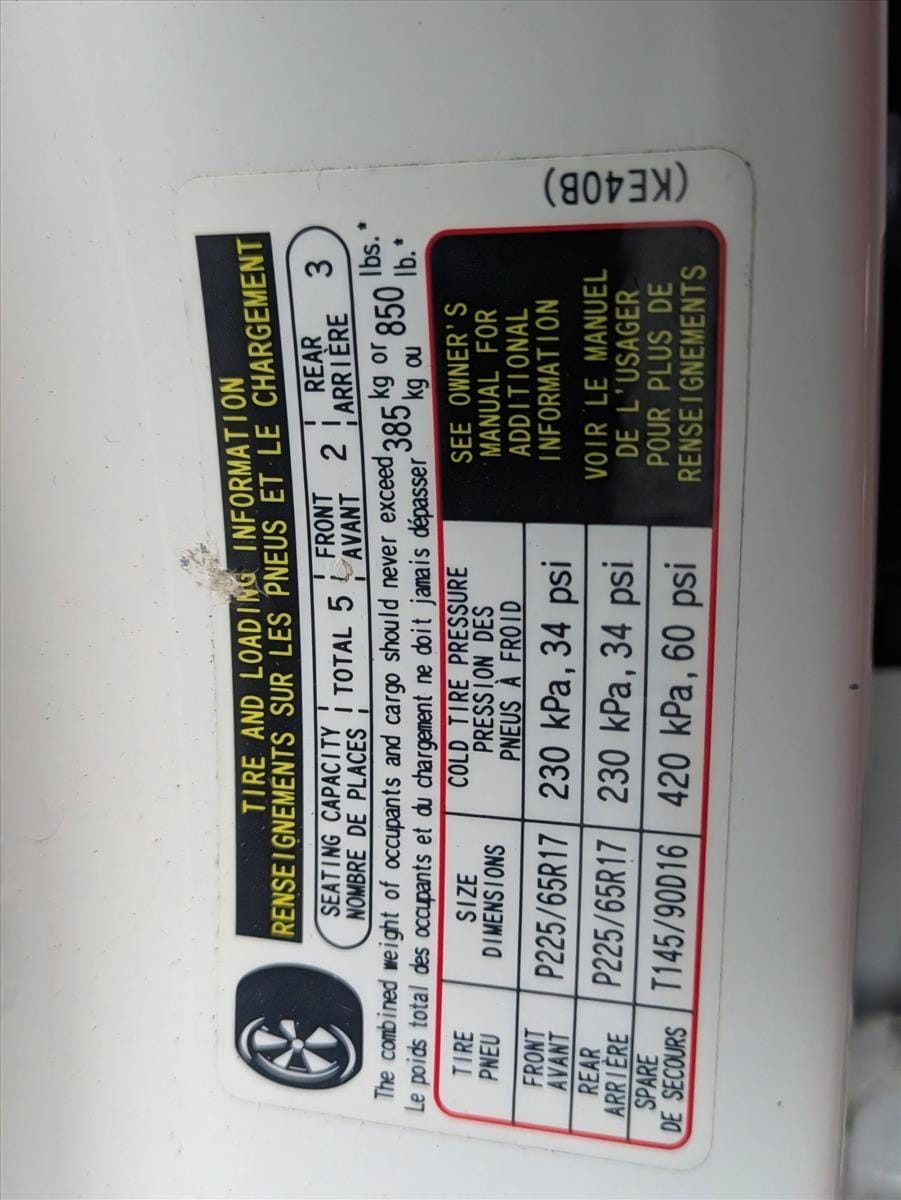 TIRE AND LOADING INFORMATION
RENSEIGNEMENTS SUR LES PNEUS ET LE CHARGEMENT
SEATING CAPACITY TOTAL 5 FRONT 2 REAR 3
NOMBRE DE PLACES AVANT ARRIÈRE
The combined weight of occupants and cargo should never exceed 385 kg or 850 lbs.*
Le poids total des occupants et du chargement ne doit jamais dépasser kg ou lb.*
TIRE SIZE COLD TIRE PRESSURE
PNEU DIMENSIONS PRESSION DES
PNEUS À FROID
FRONT
AVANT P225/65R17 230 kPa, 34 psi
REAR
ARRIÈRE P225/65R17 230 kPa, 34 psi
SPARE
DE SECOURS T145/90D16 420 kPa, 60 psi
SEE OWNER'S
MANUAL FOR
ADDITIONAL
INFORMATION
VOIR LE MANUEL
DE L'USAGER
POUR PLUS DE
RENSEIGNEMENTS
(KE40B)